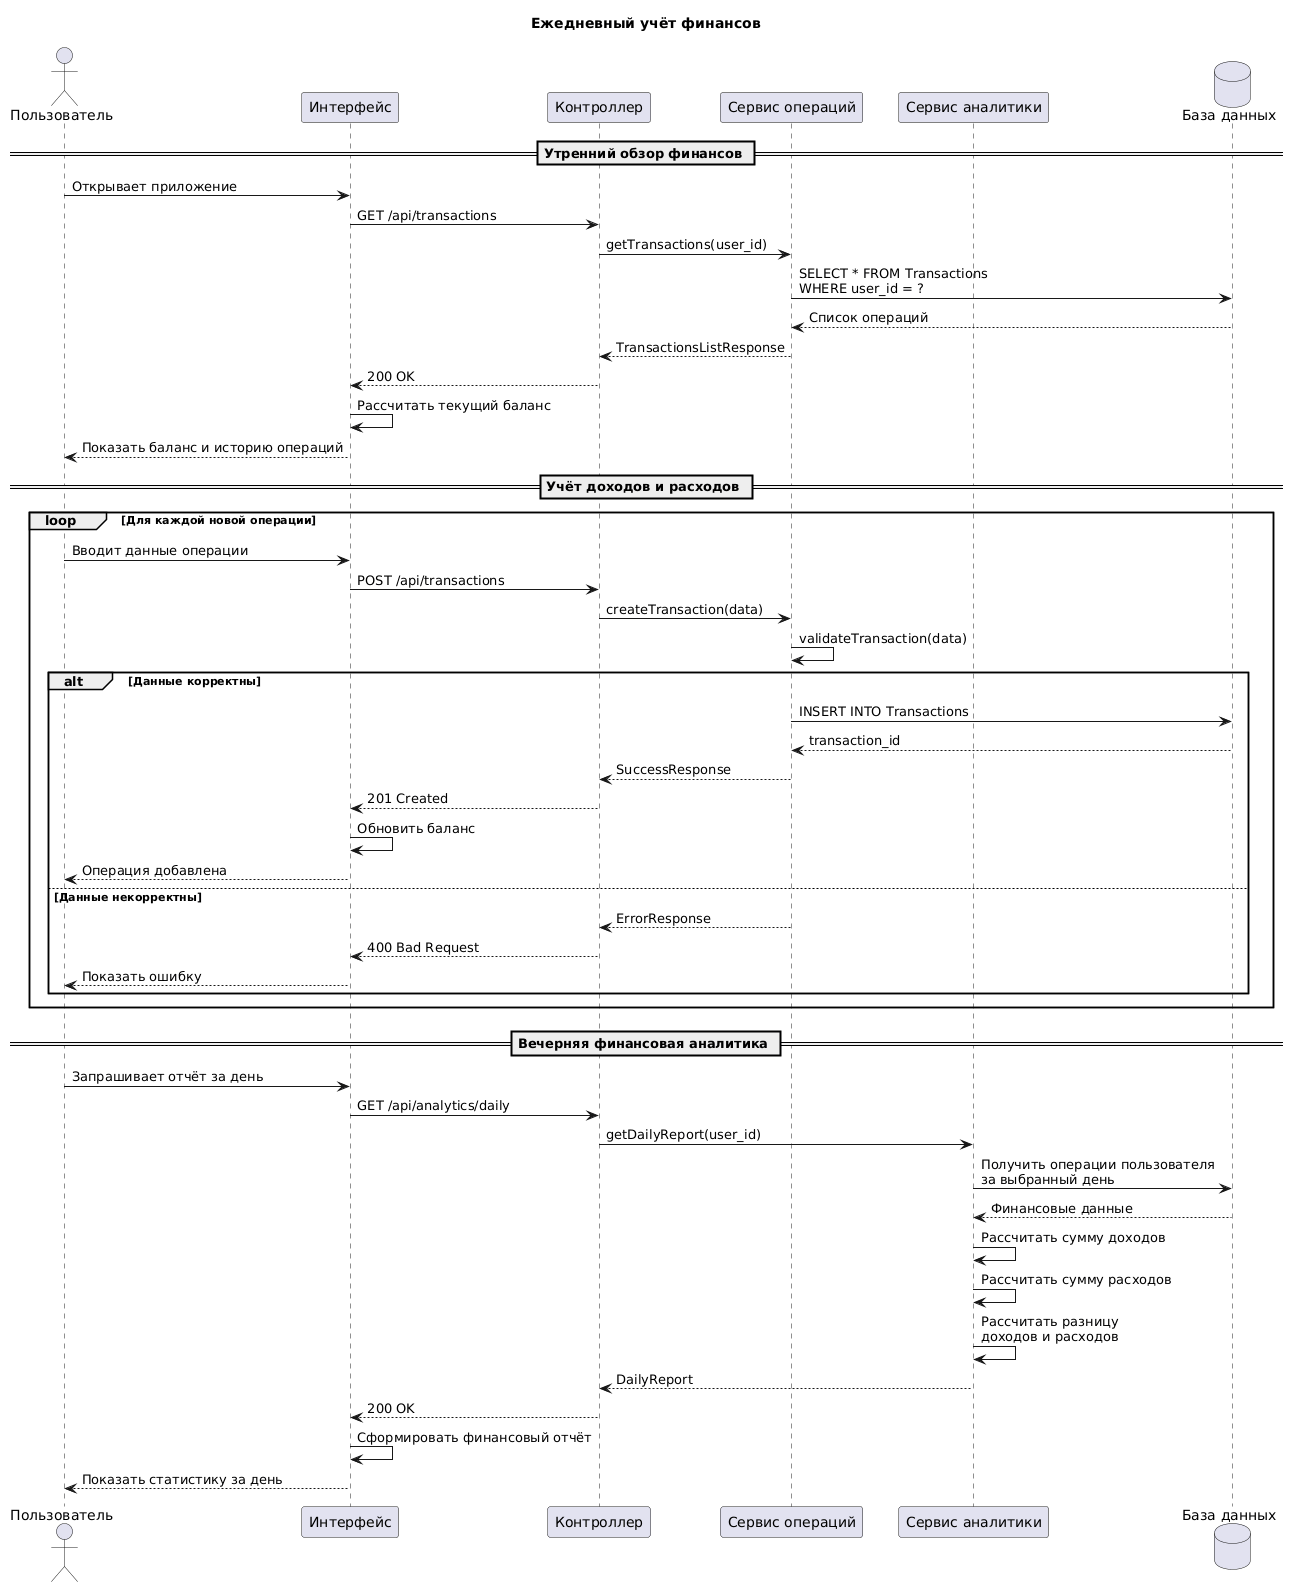 Ежедневный учёт финансов
Пользователь
Интерфейс
Контроллер
Сервис операций
Сервис аналитики
База данных
Утренний обзор финансов
Открывает приложение
GET /api/transactions
getTransactions(user_id)
SELECT * FROM Transactions
WHERE user_id = ?
Список операций
TransactionsListResponse
200 OK
Рассчитать текущий баланс
Показать баланс и историю операций
Учёт доходов и расходов
loop [Для каждой новой операции]
Вводит данные операции
POST /api/transactions
createTransaction(data)
validateTransaction(data)
alt [Данные корректны]
INSERT INTO Transactions
transaction_id
SuccessResponse
201 Created
Обновить баланс
Операция добавлена
[Данные некорректны]
ErrorResponse
400 Bad Request
Показать ошибку
Вечерняя финансовая аналитика
Запрашивает отчёт за день
GET /api/analytics/daily
getDailyReport(user_id)
Получить операции пользователя
за выбранный день
Финансовые данные
Рассчитать сумму доходов
Рассчитать сумму расходов
Рассчитать разницу
доходов и расходов
DailyReport
200 OK
Сформировать финансовый отчёт
Показать статистику за день
Пользователь
Интерфейс
Контроллер
Сервис операций
Сервис аналитики
База данных